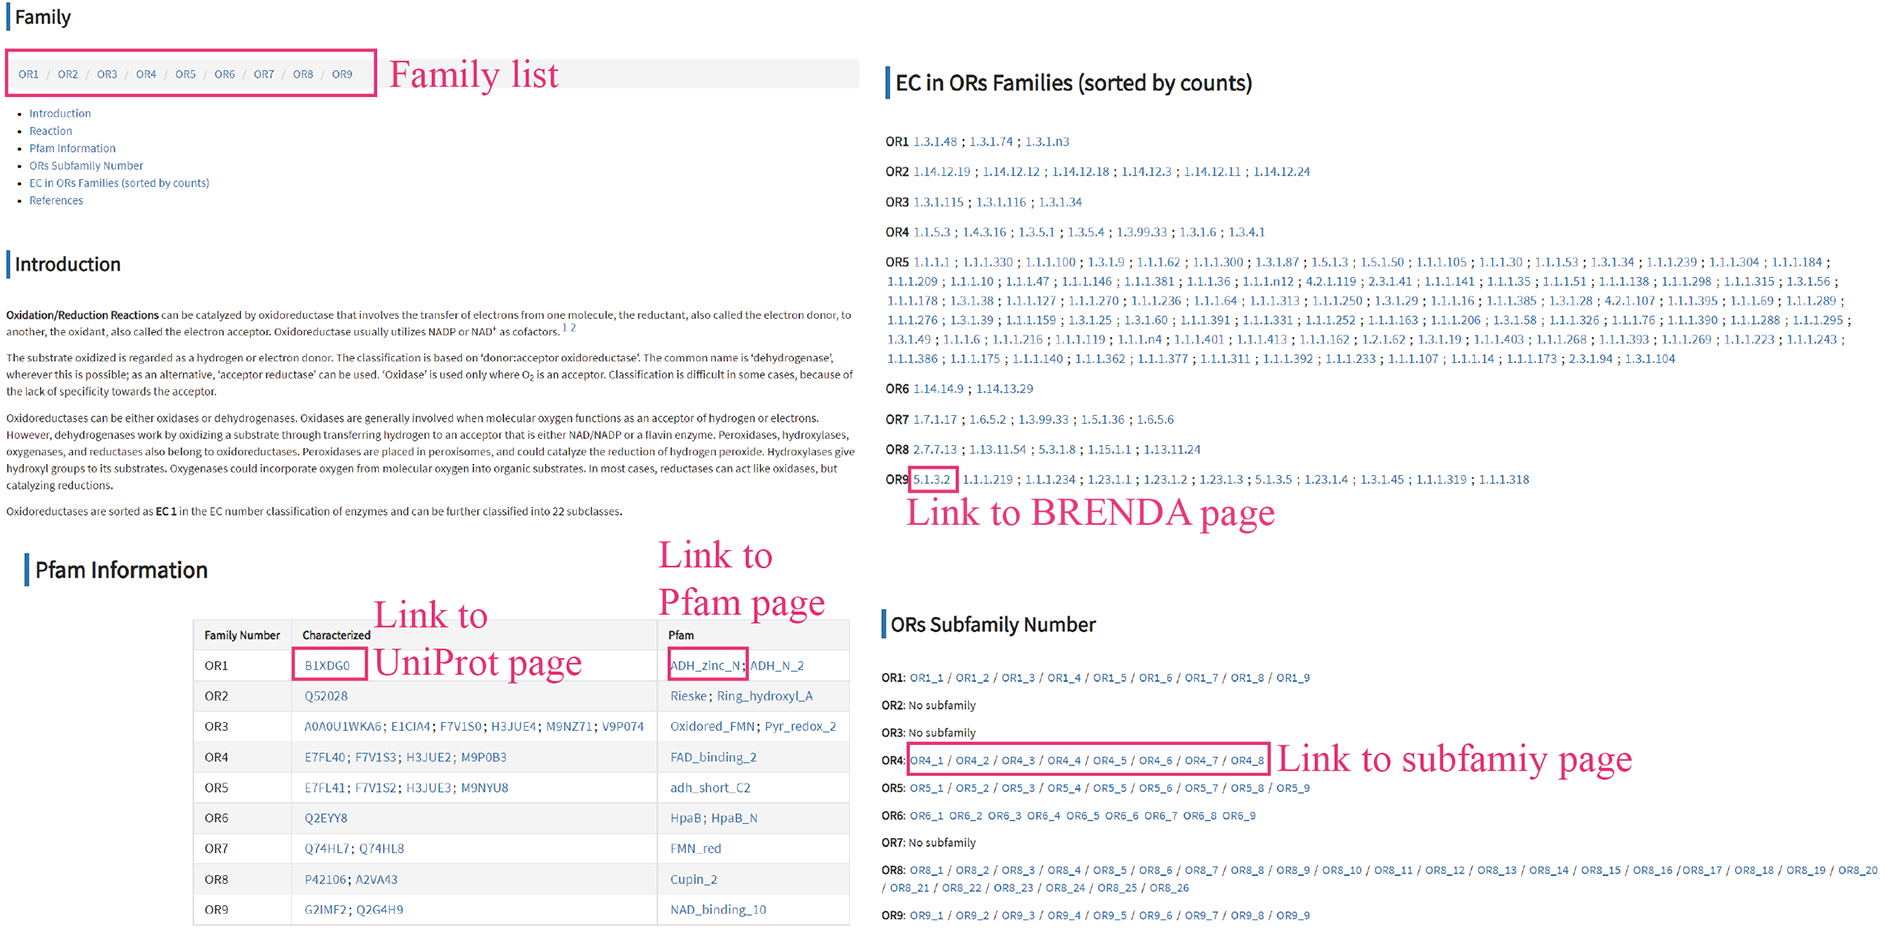 Family
OR1 / OR2 / OR3 / OR4 / OR5 / OR6 / OR7 / OR8 / OR9
Family list
• Introduction
• Reaction
• Pfam Information
• ORs Subfamily Number
• EC in ORs Families (sorted by counts)
• References
Introduction
Oxidation/Reduction Reactions can be catalyzed by oxidoreductase that involves the transfer of electrons from one molecule, the reductant, also called the electron donor, to
another, the oxidant, also called the electron acceptor. Oxidoreductase usually utilizes NADP or NAD+ as cofactors. 1 2
The substrate oxidized is regarded as a hydrogen or electron donor. The classification is based on ‘donor:acceptor oxidoreductase’. The common name is ‘dehydrogenase’,
wherever this is possible; as an alternative, ‘acceptor reductase’ can be used. ‘Oxidase’ is used only where O2 is an acceptor. Classification is difficult in some cases, because of
the lack of specificity towards the acceptor.
Oxidoreductases can be either oxidases or dehydrogenases. Oxidases are generally involved when molecular oxygen functions as an acceptor of hydrogen or electrons.
However, dehydrogenases work by oxidizing a substrate through transferring hydrogen to an acceptor that is either NAD/NADP or a flavin enzyme. Peroxidases, hydroxylases,
oxygenases, and reductases also belong to oxidoreductases. Peroxidases are placed in peroxisomes, and could catalyze the reduction of hydrogen peroxide. Hydroxylases give
hydroxyl groups to its substrates. Oxygenases could incorporate oxygen from molecular oxygen into organic substrates. In most cases, reductases can act like oxidases, but
catalyzing reductions.
Oxidoreductases are sorted as EC 1 in the EC number classification of enzymes and can be further classified into 22 subclasses.
Pfam Information
Link to
UniProt page
Link to
Pfam page
Family Number Characterized Pfam
OR1 B1XDG0 ADH_zinc_N; ADH_N_2
OR2 Q52028 Rieske; Ring_hydroxyl_A
OR3 A0A0U1WKA6; E1CIA4; F7V1S0; H3JUE4; M9NZ71; V9P074 Oxidored_FMN; Pyr_redox_2
OR4 E7FL40; F7V1S3; H3JUE2; M9P0B3 FAD_binding_2
OR5 E7FL41; F7V1S2; H3JUE3; M9NYU8 adh_short_C2
OR6 Q2EYY8 HpaB; HpaB_N
OR7 Q74HL7; Q74HL8 FMN_red
OR8 P42106; A2VA43 Cupin_2
OR9 G2IMF2; Q2G4H9 NAD_binding_10
EC in ORs Families (sorted by counts)
OR1 1.3.1.48 ; 1.3.1.74 ; 1.3.1.n3
OR2 1.14.12.19 ; 1.14.12.12 ; 1.14.12.18 ; 1.14.12.3 ; 1.14.12.11 ; 1.14.12.24
OR3 1.3.1.115 ; 1.3.1.116 ; 1.3.1.34
OR4 1.1.5.3 ; 1.4.3.16 ; 1.3.5.1 ; 1.3.5.4 ; 1.3.99.33 ; 1.3.1.6 ; 1.3.4.1
OR5 1.1.1.1 ; 1.1.1.330 ; 1.1.1.100 ; 1.3.1.9 ; 1.1.1.62 ; 1.1.1.300 ; 1.3.1.87 ; 1.5.1.3 ; 1.5.1.50 ; 1.1.1.105 ; 1.1.1.30 ; 1.1.1.53 ; 1.3.1.34 ; 1.1.1.239 ; 1.1.1.304 ; 1.1.1.184 ;
1.1.1.209 ; 1.1.1.10 ; 1.1.1.47 ; 1.1.1.146 ; 1.1.1.381 ; 1.1.1.36 ; 1.1.1.n12 ; 4.2.1.119 ; 2.3.1.41 ; 1.1.1.141 ; 1.1.1.35 ; 1.1.1.51 ; 1.1.1.138 ; 1.1.1.298 ; 1.1.1.315 ; 1.3.1.56 ;
1.1.1.178 ; 1.3.1.38 ; 1.1.1.127 ; 1.1.1.270 ; 1.1.1.236 ; 1.1.1.64 ; 1.1.1.313 ; 1.1.1.250 ; 1.3.1.29 ; 1.1.1.16 ; 1.1.1.385 ; 1.3.1.28 ; 4.2.1.107 ; 1.1.1.395 ; 1.1.1.69 ; 1.1.1.289 ;
1.1.1.276 ; 1.3.1.39 ; 1.1.1.159 ; 1.3.1.25 ; 1.3.1.60 ; 1.1.1.391 ; 1.1.1.331 ; 1.1.1.252 ; 1.1.1.163 ; 1.1.1.206 ; 1.3.1.58 ; 1.1.1.326 ; 1.1.1.76 ; 1.1.1.390 ; 1.1.1.288 ; 1.1.1.295 ;
1.3.1.49 ; 1.1.1.6 ; 1.1.1.216 ; 1.1.1.119 ; 1.1.1.n4 ; 1.1.1.401 ; 1.1.1.413 ; 1.1.1.162 ; 1.2.1.62 ; 1.3.1.19 ; 1.1.1.403 ; 1.1.1.268 ; 1.1.1.393 ; 1.1.1.269 ; 1.1.1.223 ; 1.1.1.243 ;
1.1.1.386 ; 1.1.1.175 ; 1.1.1.140 ; 1.1.1.362 ; 1.1.1.377 ; 1.1.1.311 ; 1.1.1.392 ; 1.1.1.233 ; 1.1.1.107 ; 1.1.1.14 ; 1.1.1.173 ; 2.3.1.94 ; 1.3.1.104
OR6 1.14.14.9 ; 1.14.13.29
OR7 1.7.1.17 ; 1.6.5.2 ; 1.3.99.33 ; 1.5.1.36 ; 1.6.5.6
OR8 2.7.7.13 ; 1.13.11.54 ; 5.3.1.8 ; 1.15.1.1 ; 1.13.11.24
OR9 5.1.3.2 1.1.1.219 ; 1.1.1.234 ; 1.23.1.1 ; 1.23.1.2 ; 1.23.1.3 ; 5.1.3.5 ; 1.23.1.4 ; 1.3.1.45 ; 1.1.1.319 ; 1.1.1.318
Link to BRENDA page
ORs Subfamily Number
OR1: OR1_1 / OR1_2 / OR1_3 / OR1_4 / OR1_5 / OR1_6 / OR1_7 / OR1_8 / OR1_9
OR2: No subfamily
OR3: No subfamily
OR4: OR4_1 / OR4_2 / OR4_3 / OR4_4 / OR4_5 / OR4_6 / OR4_7 / OR4_8
Link to subfamiy page
OR5: OR5_1 / OR5_2 / OR5_3 / OR5_4 / OR5_5 / OR5_6 / OR5_7 / OR5_8 / OR5_9
OR6: OR6_1 OR6_2 OR6_3 OR6_4 OR6_5 OR6_6 OR6_7 OR6_8 OR6_9
OR7: No subfamily
OR8: OR8_1 / OR8_2 / OR8_3 / OR8_4 / OR8_5 / OR8_6 / OR8_7 / OR8_8 / OR8_9 / OR8_10 / OR8_11 / OR8_12 / OR8_13 / OR8_14 / OR8_15 / OR8_16 /OR8_17 / OR8_18 / OR8_19 / OR8_20
/ OR8_21 / OR8_22 / OR8_23 / OR8_24 / OR8_25 / OR8_26
OR9: OR9_1 / OR9_2 / OR9_3 / OR9_4 / OR9_5 / OR9_6 / OR9_7 / OR9_8 / OR9_9